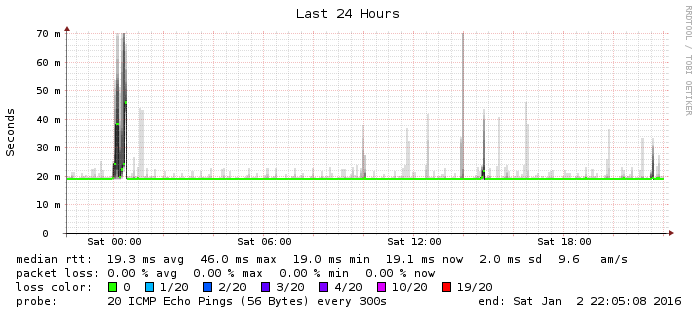 Last 24 Hours
RRDTOOL / TOBI OETIKER
Seconds
70 m
60 m
50 m
40 m
30 m
20 m
10 m
0
Sat 00:00 Sat 06:00 Sat 12:00 Sat 18:00
median rtt: 19.3 ms avg 46.0 ms max 19.0 ms min 19.1 ms now 2.0 ms sd 9.6 am/s
packet loss: 0.00 % avg 0.00 % max 0.00 % min 0.00 % now
loss color: 0 1/20 2/20 3/20 4/20 10/20 19/20
probe: 20 ICMP Echo Pings (56 Bytes) every 300s end: Sat Jan 2 22:05:08 2016